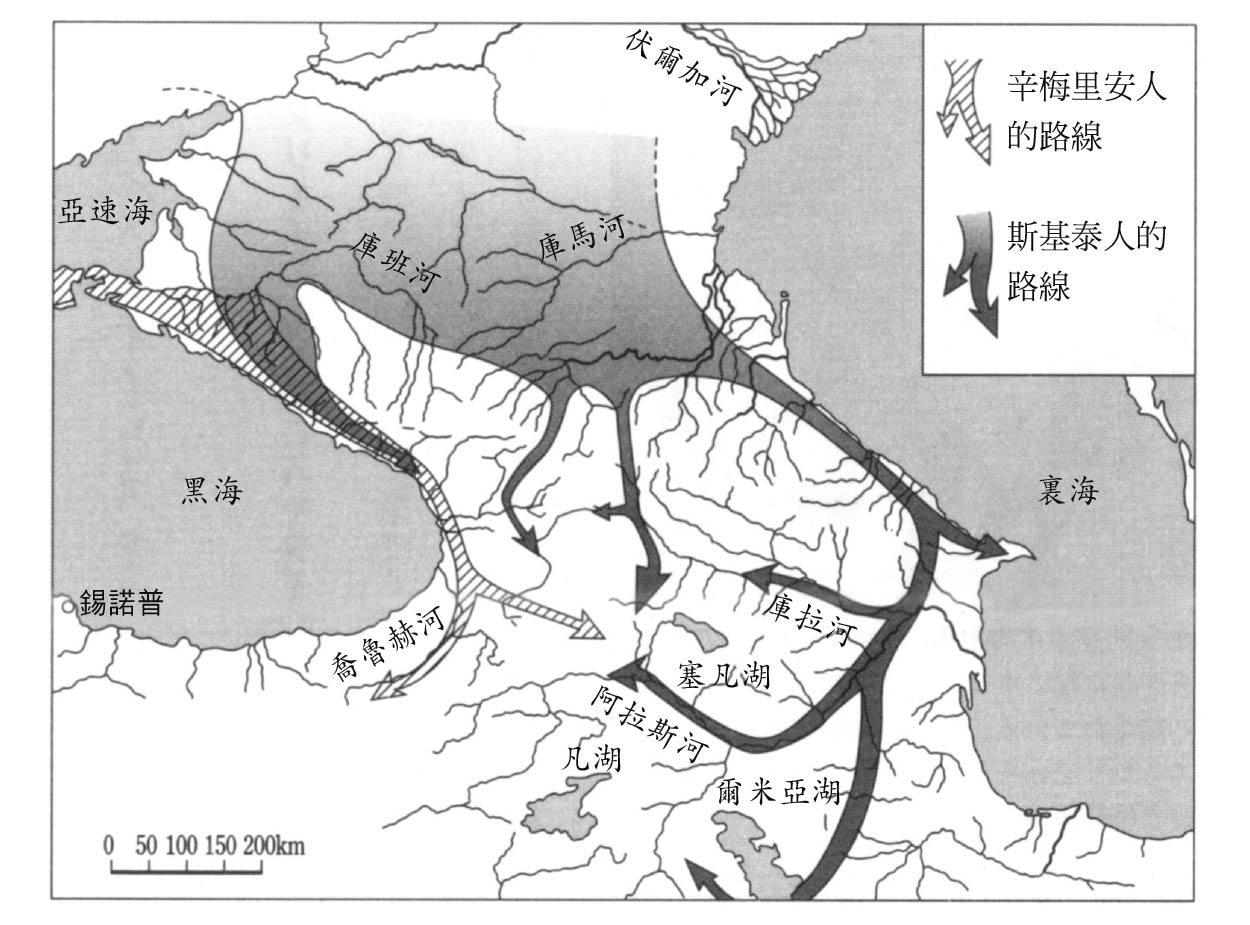 伏爾加河
辛梅里安人
的路線
亞速海
庫班河
庫馬河
斯基泰人的
路線
黑海
裏海
錫諾普
喬魯赫河
庫拉河
塞凡湖
阿拉斯河
凡湖
爾米亞湖
0 50 100 150 200km